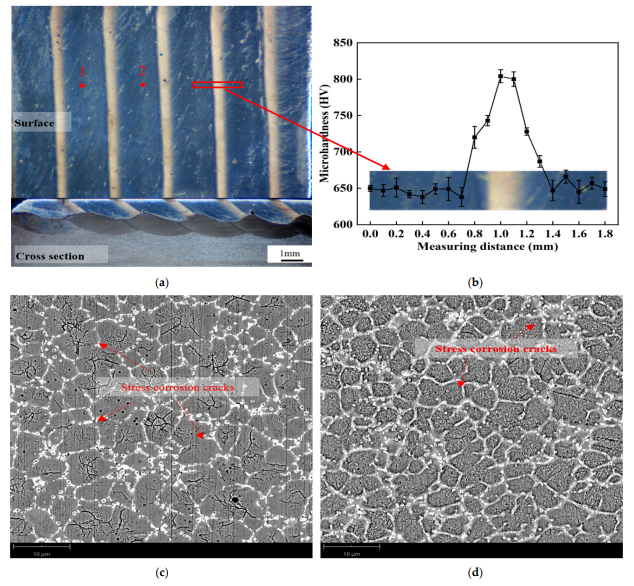 1
2
Surface
Cross section
1mm
(a)
Microhardness (HV)
850
800
750
700
650
600
0.0 0.2 0.4 0.6 0.8 1.0 1.2 1.4 1.6 1.8
Measuring distance (mm)
(b)
Stress corrosion cracks
10 μm
(c)
Stress corrosion cracks
10 μm
(d)